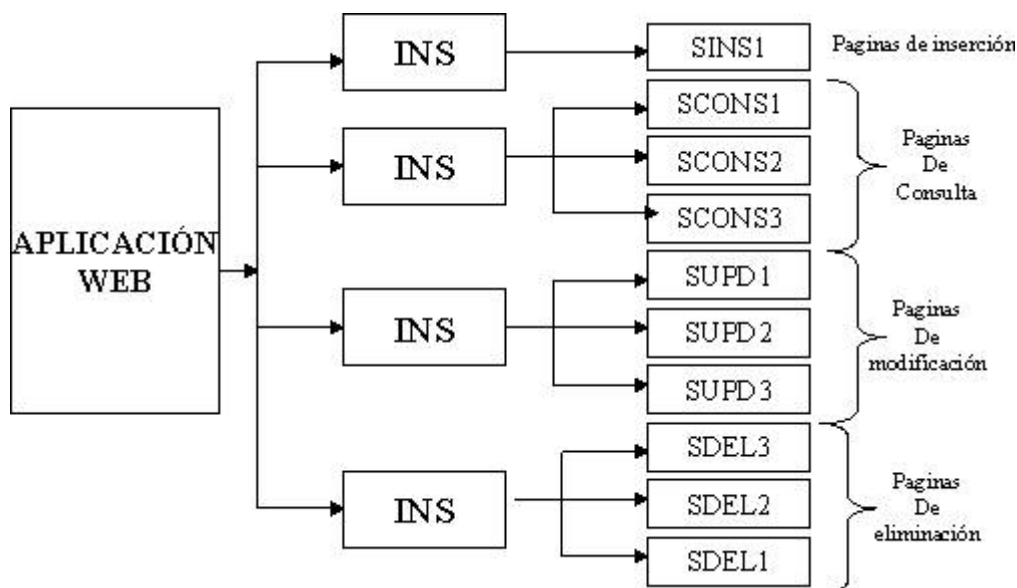 APLICACIÓN
WEB
INS
INS
INS
INS
SINS1
SCONS1
SCONS2
SCONS3
SUPD1
SUPD2
SUPD3
SDEL3
SDEL2
SDEL1
Paginas de inserción
Paginas
De
Consulta
Paginas
De
modificación
Paginas
De
eliminación